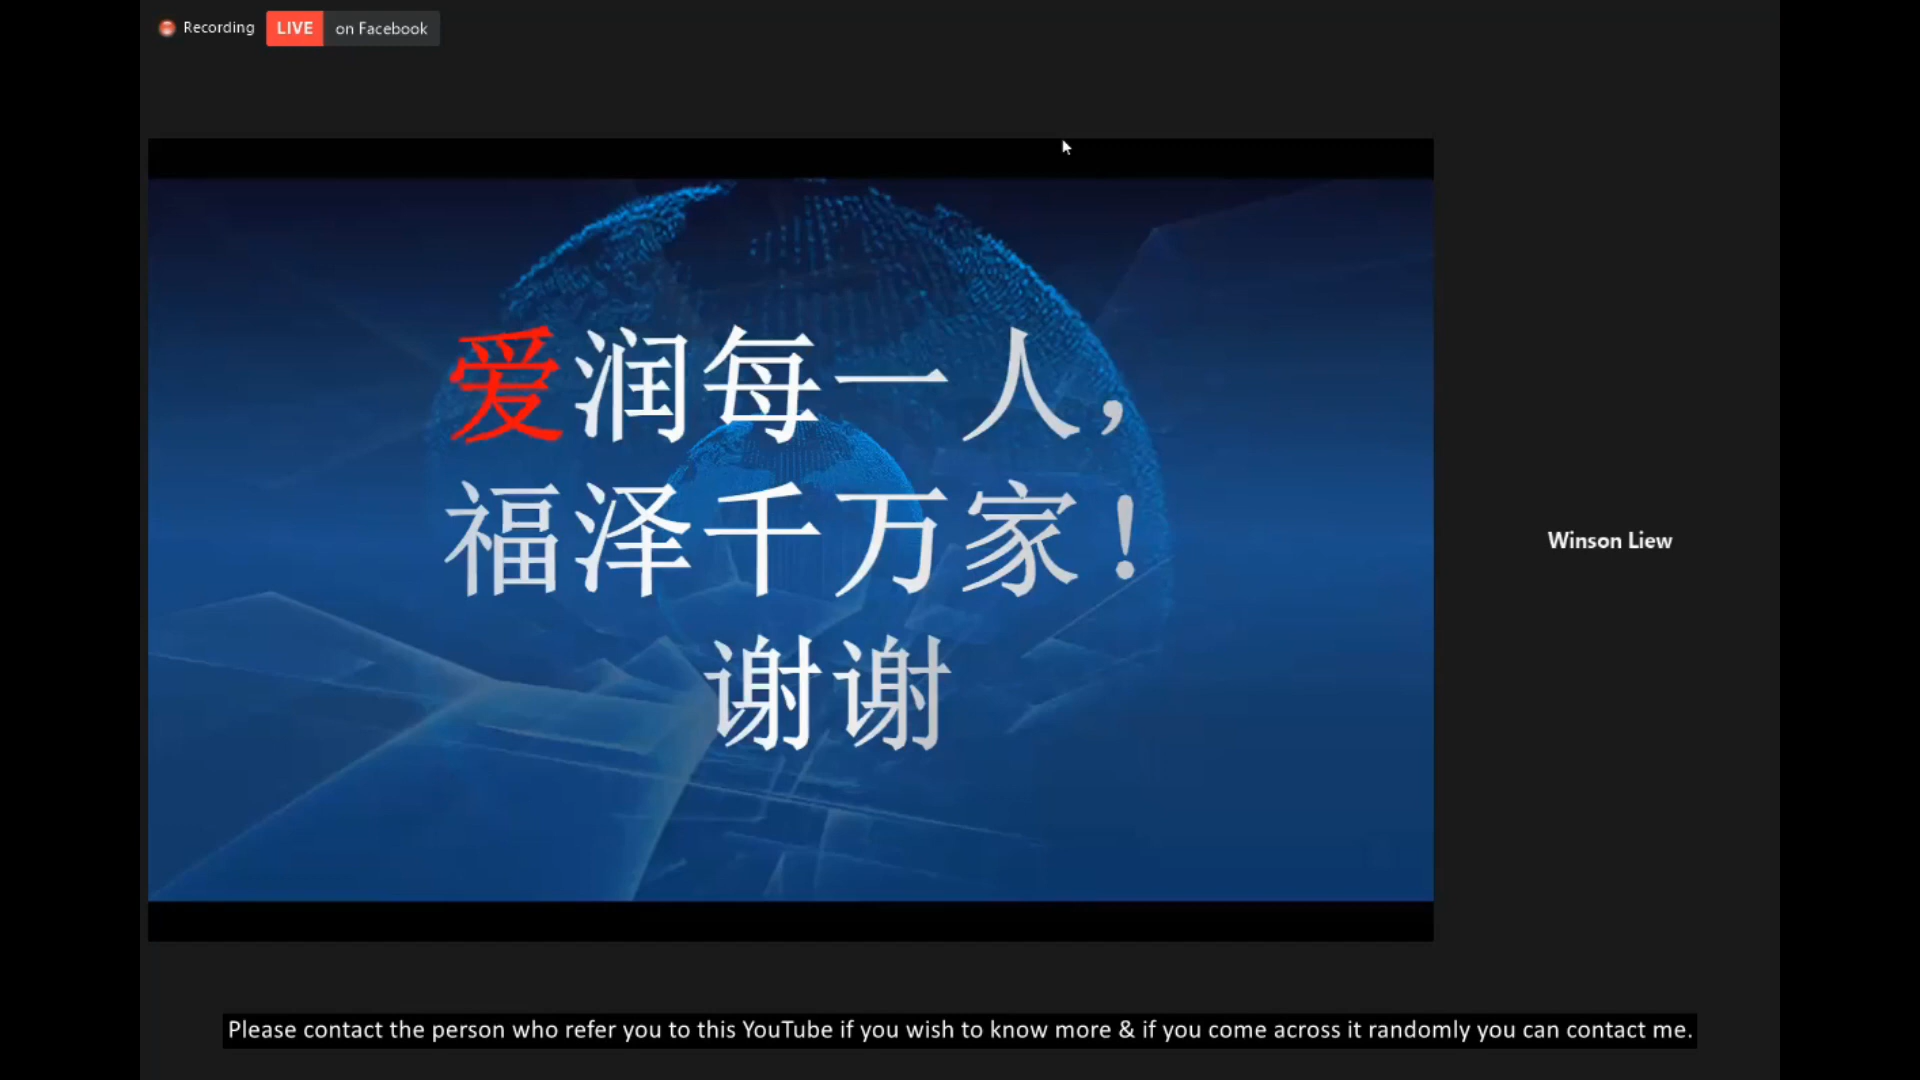 Recording LIVE on Facebook
爱润每一人，
福泽千万家！
谢谢
Winson Liew
Please contact the person who refer you to this YouTube if you wish to know more & if you come across it randomly you can contact me.